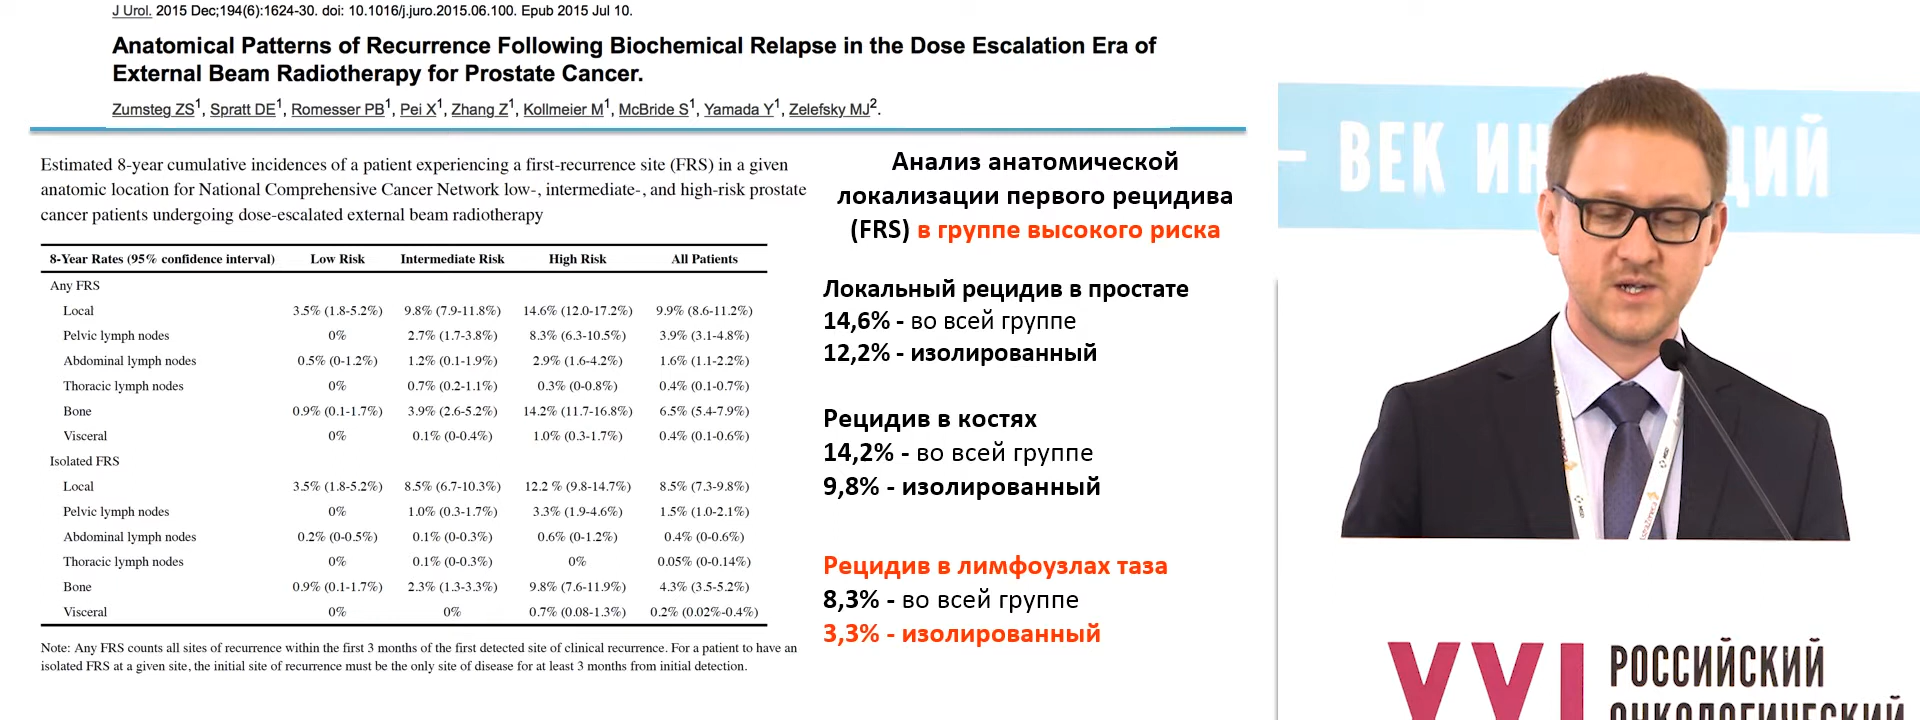 J Urol. 2015 Dec;194(6):1624-30. doi: 10.1016/j.juro.2015.06.100. Epub 2015 Jul 10.
Anatomical Patterns of Recurrence Following Biochemical Relapse in the Dose Escalation Era of
External Beam Radiotherapy for Prostate Cancer.
Zumsteg ZS1, Spratt DE1, Romesser PB1, Pei X1, Zhang Z1, Kollmeier M1, McBride S1, Yamada Y1, Zelefsky MJ2.
Estimated 8-year cumulative incidences of a patient experiencing a first-recurrence site (FRS) in a given
anatomic location for National Comprehensive Cancer Network low-, intermediate-, and high-risk prostate
cancer patients undergoing dose-escalated external beam radiotherapy
8-Year Rates (95% confidence interval) Low Risk Intermediate Risk High Risk All Patients
Any FRS
Local 3.5% (1.8-5.2%) 9.8% (7.9-11.8%) 14.6% (12.0-17.2%) 9.9% (8.6-11.2%)
Pelvic lymph nodes 0% 2.7% (1.7-3.8%) 8.3% (6.3-10.5%) 3.9% (3.1-4.8%)
Abdominal lymph nodes 0.5% (0-1.2%) 1.2% (0.1-1.9%) 2.9% (1.6-4.2%) 1.6% (1.1-2.2%)
Thoracic lymph nodes 0% 0.7% (0.2-1.1%) 0.3% (0-0.8%) 0.4% (0.1-0.7%)
Bone 0.9% (0.1-1.7%) 3.9% (2.6-5.2%) 14.2% (11.7-16.8%) 6.5% (5.4-7.9%)
Visceral 0% 0.1% (0-0.4%) 1.0% (0.3-1.7%) 0.4% (0.1-0.6%)
Isolated FRS
Local 3.5% (1.8-5.2%) 8.5% (6.7-10.3%) 12.2 % (9.8-14.7%) 8.5% (7.3-9.8%)
Pelvic lymph nodes 0% 1.0% (0.3-1.7%) 3.3% (1.9-4.6%) 1.5% (1.0-2.1%)
Abdominal lymph nodes 0.2% (0-0.5%) 0.1% (0-0.3%) 0.6% (0-1.2%) 0.4% (0-0.6%)
Thoracic lymph nodes 0% 0.1% (0-0.3%) 0% 0.05% (0-0.14%)
Bone 0.9% (0.1-1.7%) 2.3% (1.3-3.3%) 9.8% (7.6-11.9%) 4.3% (3.5-5.2%)
Visceral 0% 0% 0.7% (0.08-1.3%) 0.2% (0.02%-0.4%)
Note: Any FRS counts all sites of recurrence within the first 3 months of the first detected site of clinical recurrence. For a patient to have an
isolated FRS at a given site, the initial site of recurrence must be the only site of disease for at least 3 months from initial detection.
Анализ анатомической
локализации первого рецидива
(FRS) в группе высокого риска
Локальный рецидив в простате
14,6% - во всей группе
12,2% - изолированный
Рецидив в костях
14,2% - во всей группе
9,8% - изолированный
Рецидив в лимфоузлах таза
8,3% - во всей группе
3,3% - изолированный
– ВЕК ИН ЦИЙ
XXI РОССИЙСКИЙ
ОНКОЛОГИЧЕСКИЙ